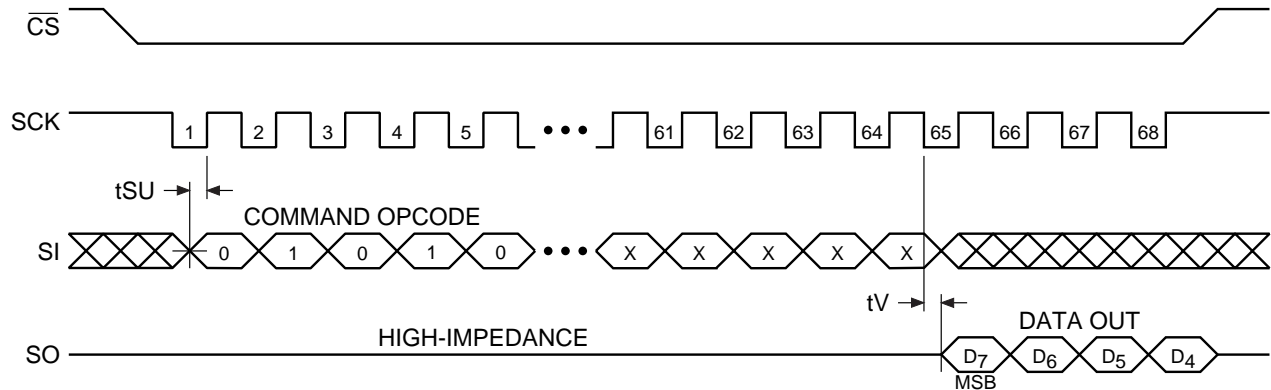 CS
SCK 1 2 3 4 5 ••• 61 62 63 64 65 66 67 68
tSU
COMMAND OPCODE
SI 0 1 0 1 0 ••• X X X X X
tV
HIGH-IMPEDANCE DATA OUT
SO D7 D6 D5 D4
MSB